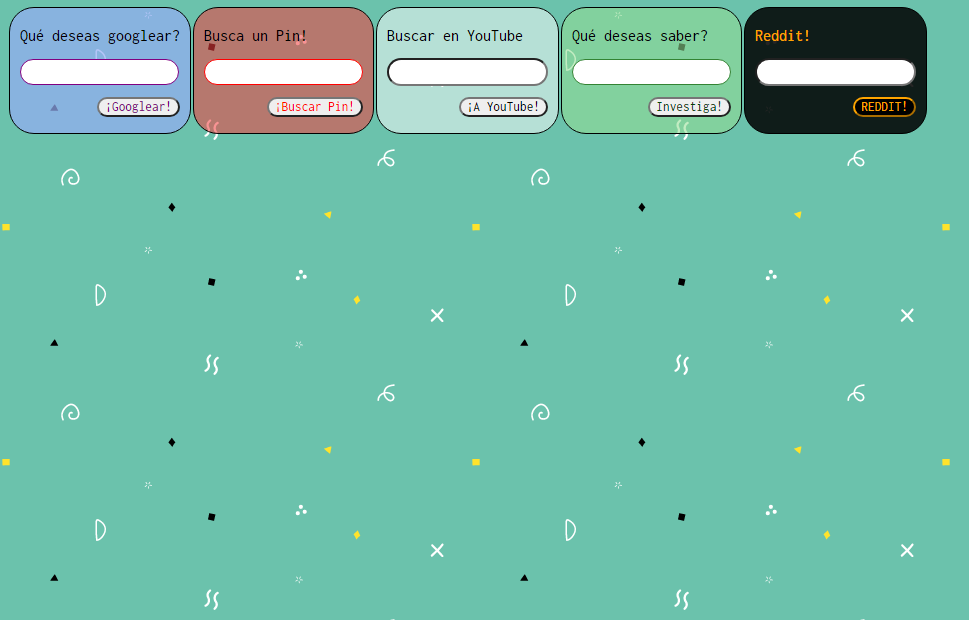 Qué deseas googlear?
¡Googlear!
Busca un Pin!
¡Buscar Pin!
Buscar en YouTube
¡A YouTube!
Qué deseas saber?
Investiga!
Reddit!
REDDIT!